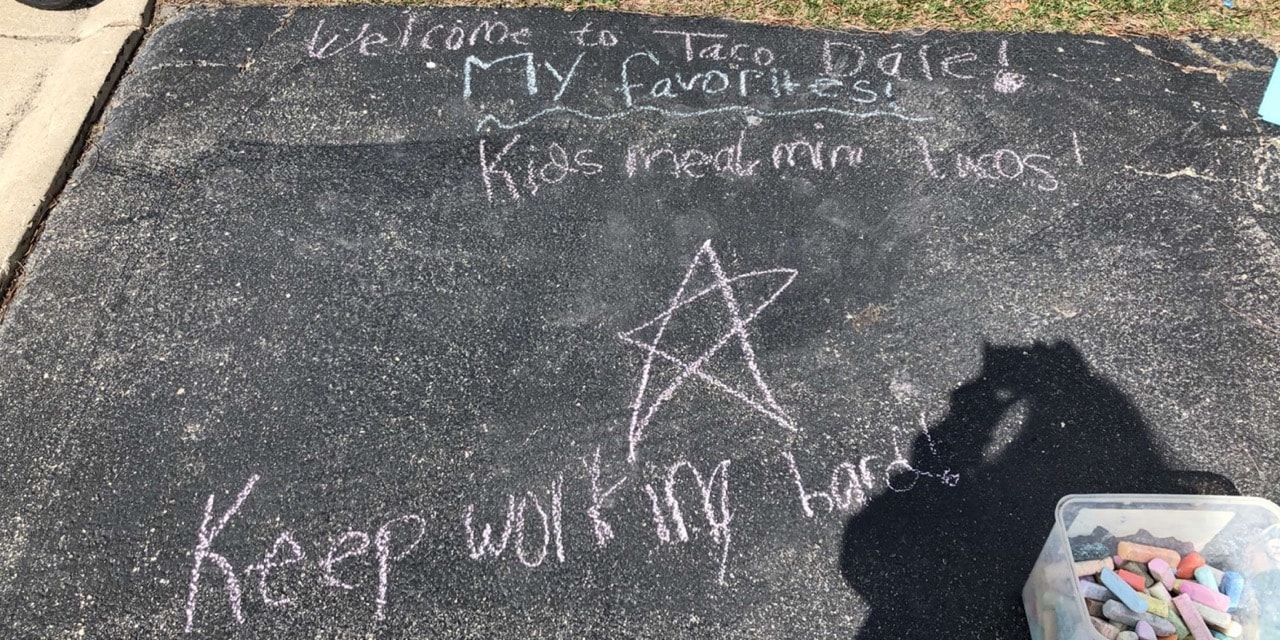 Welcome to Taco Dale!
My favorites!
Kids meal mini tacos!
Keep working hard!